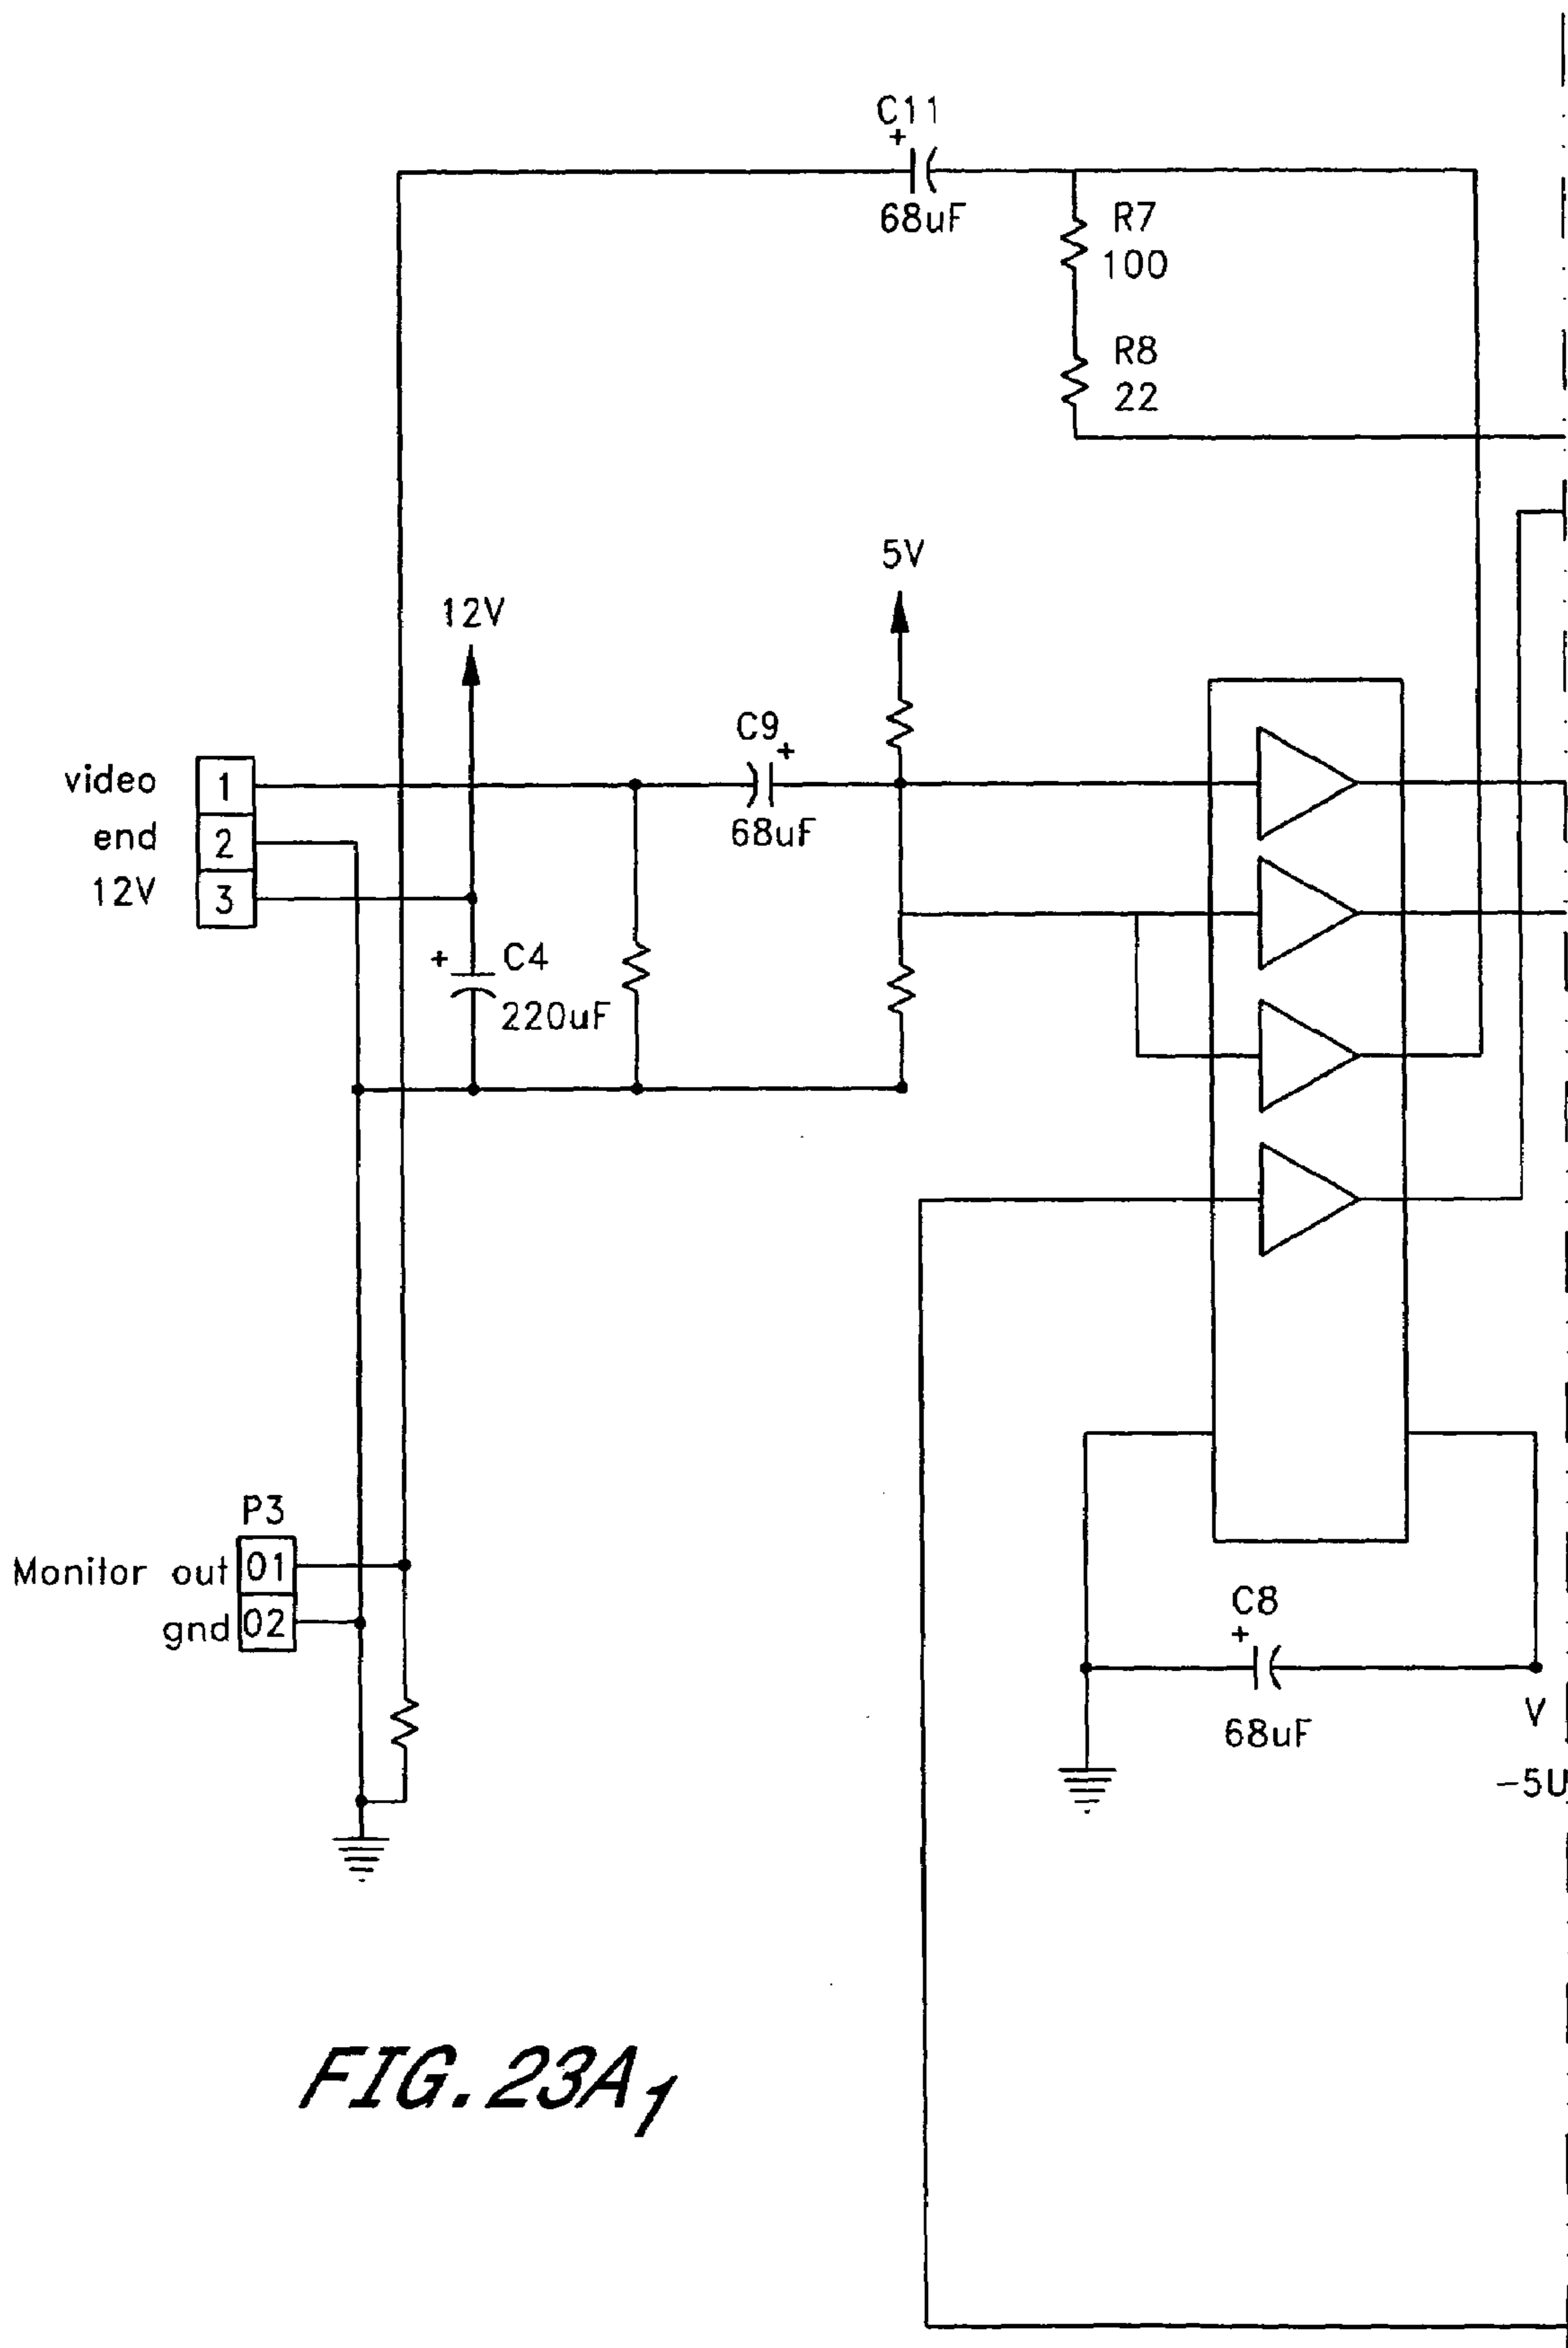 C11
+
68uF
R7
100
R8
22
5V
12V
C9
+
68uF
video 1
end 2
12V 3
+ C4
220uF
P3
Monitor out 01
gnd 02
C8
+
68uF
V
-5U
FIG. 23A1